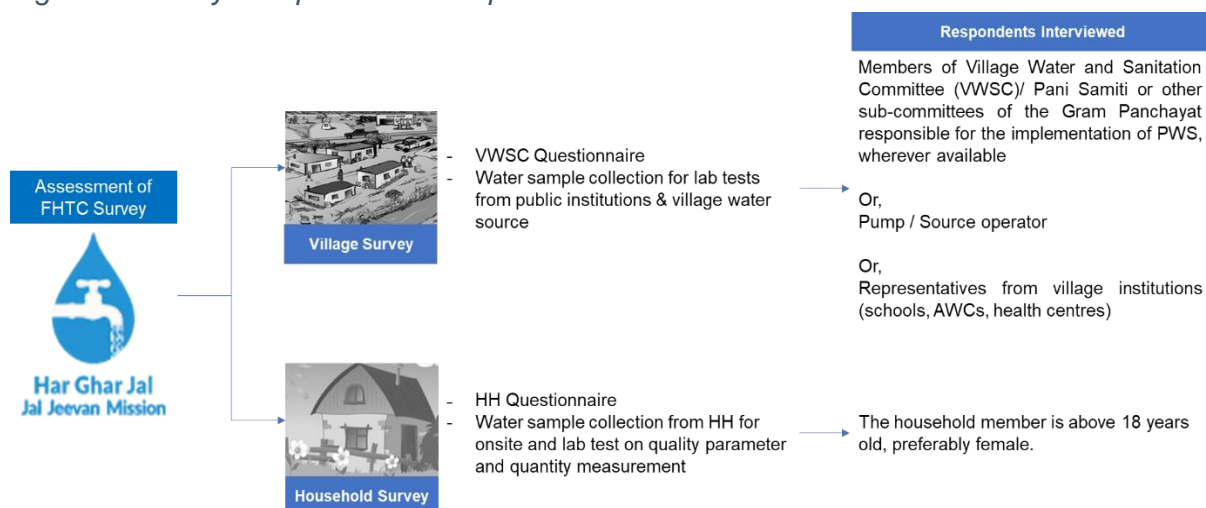 Respondents Interviewed
Members of Village Water and Sanitation
Committee (VWSC)/ Pani Samiti or other
sub-committees of the Gram Panchayat
responsible for the implementation of PWS,
wherever available
Or,
Pump / Source operator
Or,
Representatives from village institutions
(schools, AWCs, health centres)
Assessment of
FHTC Survey
Har Ghar Jal
Jal Jeevan Mission
Village Survey
- VWSC Questionnaire
- Water sample collection for lab tests
from public institutions & village water
source
Household Survey
- HH Questionnaire
- Water sample collection from HH for
onsite and lab test on quality parameter
and quantity measurement
The household member is above 18 years
old, preferably female.